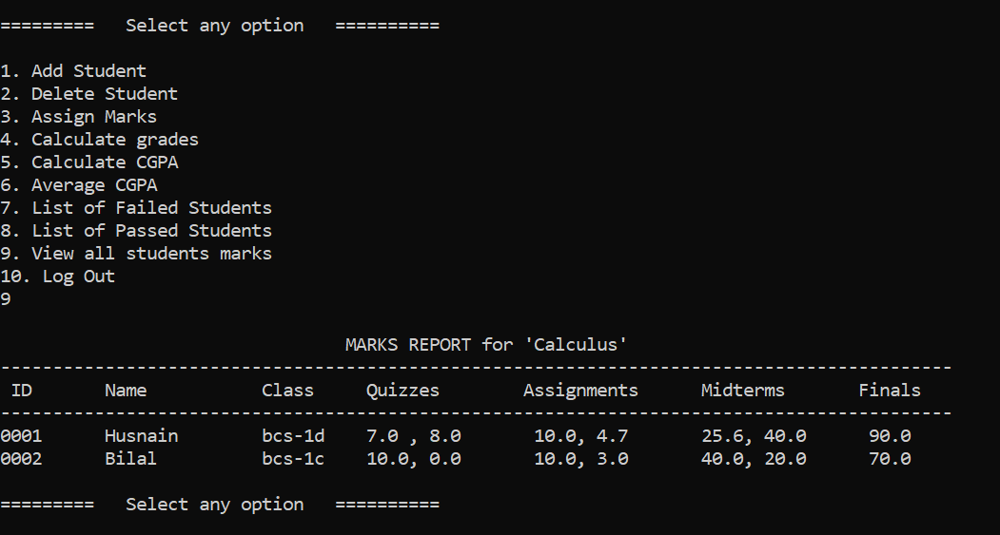 =========   Select any option   ==========
1. Add Student
2. Delete Student
3. Assign Marks
4. Calculate grades
5. Calculate CGPA
6. Average CGPA
7. List of Failed Students
8. List of Passed Students
9. View all students marks
10. Log Out
9
MARKS REPORT for 'Calculus'
-------------------------------------------------------------------------------------------
ID       Name           Class     Quizzes        Assignments      Midterms       Finals
-------------------------------------------------------------------------------------------
0001      Husnain        bcs-1d    7.0 , 8.0       10.0, 4.7       25.6, 40.0      90.0
0002      Bilal          bcs-1c    10.0, 0.0       10.0, 3.0       40.0, 20.0      70.0
=========   Select any option   ==========